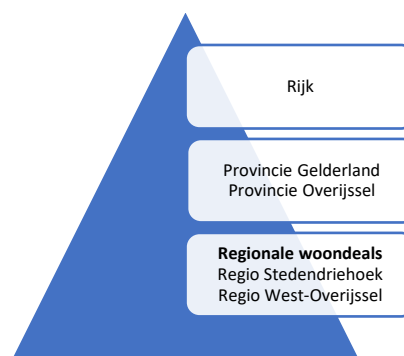 Rijk
Provincie Gelderland
Provincie Overijssel
Regionale woondeals
Regio Stedendriehoek
Regio West-Overijssel